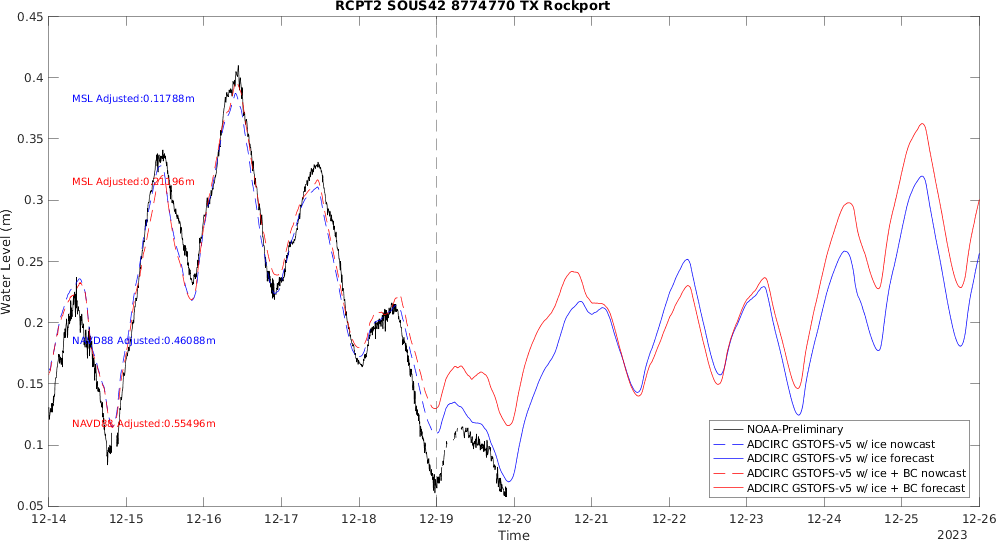 RCPT2 SOUS42 8774770 TX Rockport
0.45
0.4
0.35
0.3
0.25
0.2
0.15
0.1
0.05
Water Level (m)
MSL Adjusted:0.11788m
MSL Adjusted:0.21196m
NAVD88 Adjusted:0.46088m
NAVD88 Adjusted:0.55496m
NOAA-Preliminary
ADCIRC GSTOFS-v5 w/ ice nowcast
ADCIRC GSTOFS-v5 w/ ice forecast
ADCIRC GSTOFS-v5 w/ ice + BC nowcast
ADCIRC GSTOFS-v5 w/ ice + BC forecast
12-14 12-15 12-16 12-17 12-18 12-19 12-20 12-21 12-22 12-23 12-24 12-25 12-26
Time
2023